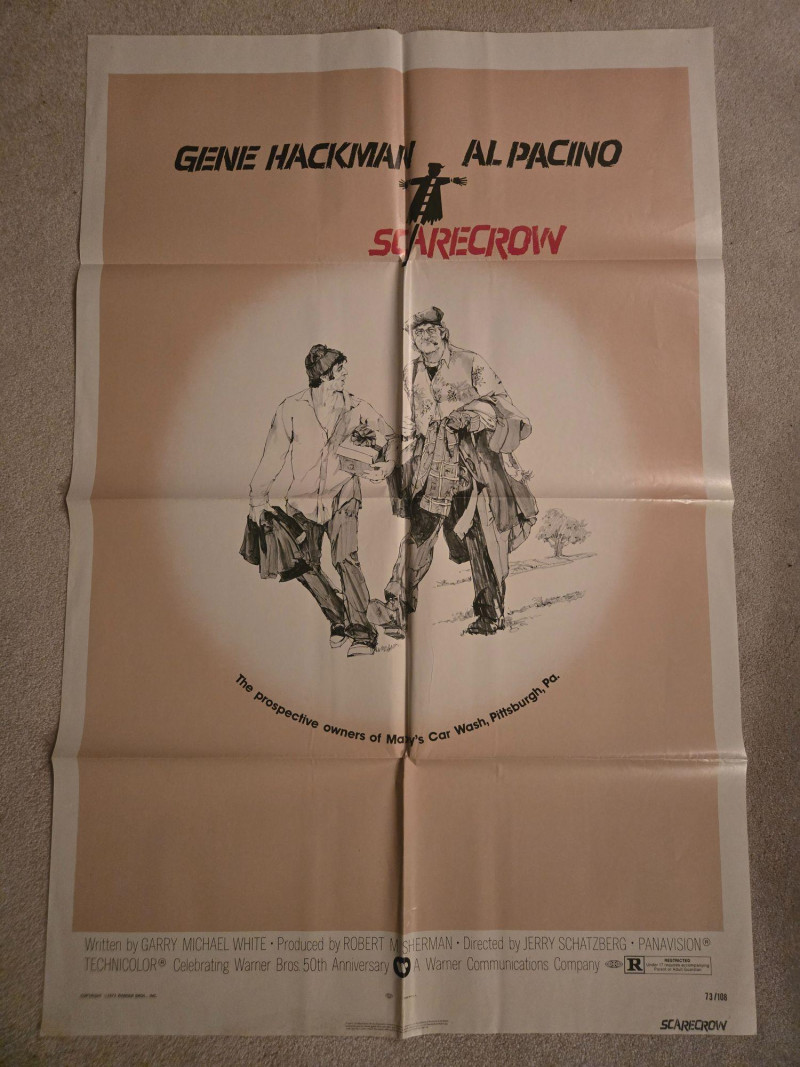 GENE HACKMAN AL PACINO
SCARECROW
The prospective owners of Max's Car Wash, Pittsburgh, Pa.
Written by GARRY MICHAEL WHITE • Produced by ROBERT M. SHERMAN • Directed by JERRY SCHATZBERG • PANAVISION®
TECHNICOLOR® Celebrating Warner Bros. 50th Anniversary A Warner Communications Company R RESTRICTED
73/108
SCARECROW